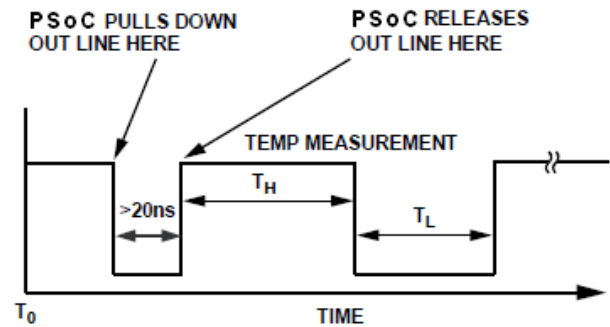 PSoC PULLS DOWN
OUT LINE HERE
PSoC RELEASES
OUT LINE HERE
TEMP MEASUREMENT
>20ns
TH
TL
T0
TIME